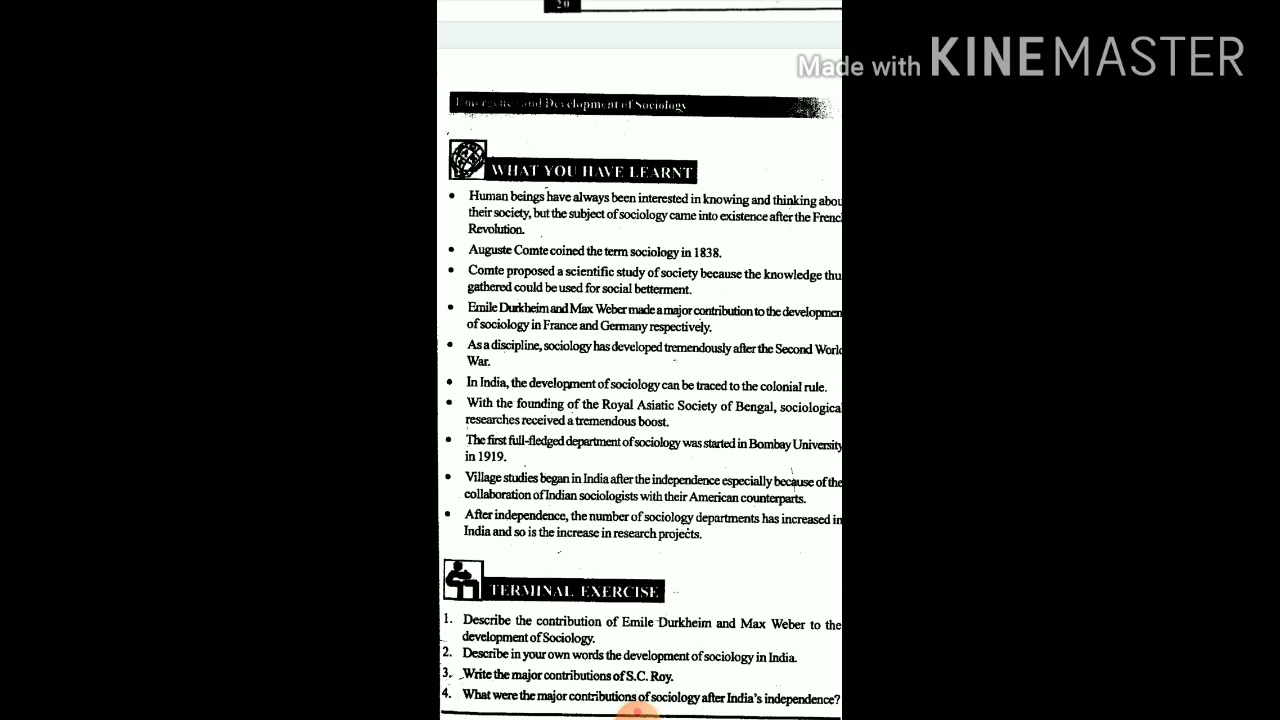 20
Made with KINEMASTER
Emergence and Development of Sociology
WHAT YOU HAVE LEARNT
• Human beings have always been interested in knowing and thinking abou
their society, but the subject of sociology came into existence after the Frenc
Revolution.
• Auguste Comte coined the term sociology in 1838.
• Comte proposed a scientific study of society because the knowledge thu
gathered could be used for social betterment.
• Emile Durkheim and Max Weber made a major contribution to the developmen
of sociology in France and Germany respectively.
• As a discipline, sociology has developed tremendously after the Second Worl
War.
• In India, the development of sociology can be traced to the colonial rule.
• With the founding of the Royal Asiatic Society of Bengal, sociological
researches received a tremendous boost.
• The first full-fledged department of sociology was started in Bombay University
in 1919.
• Village studies began in India after the independence especially because of the
collaboration of Indian sociologists with their American counterparts.
• After independence, the number of sociology departments has increased in
India and so is the increase in research projects.
TERMINAL EXERCISE
1. Describe the contribution of Emile Durkheim and Max Weber to the
development of Sociology.
2. Describe in your own words the development of sociology in India.
3. Write the major contributions of S.C. Roy.
4. What were the major contributions of sociology after India's independence?